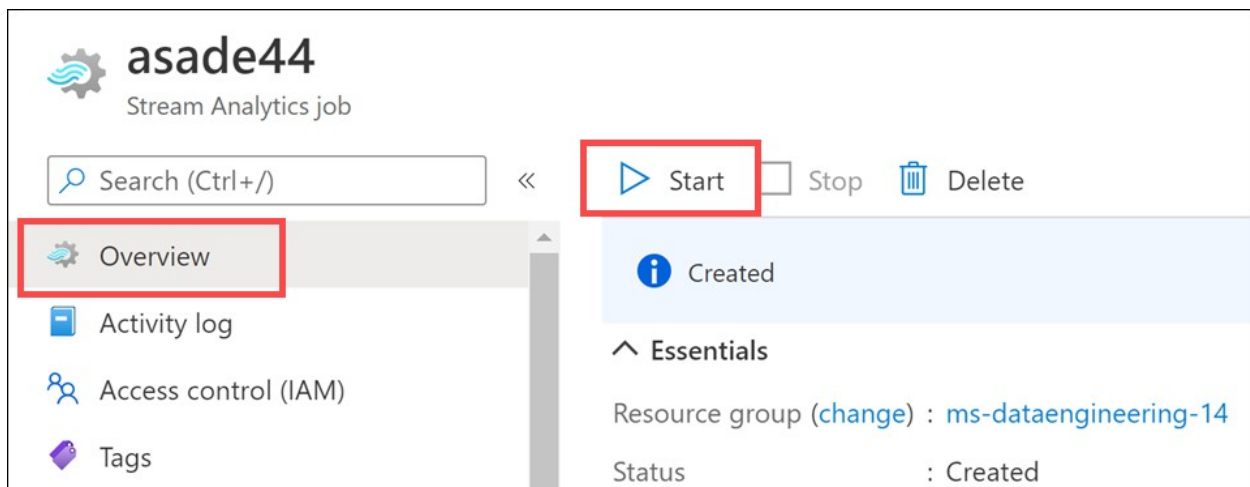 asade44
Stream Analytics job
Search (Ctrl+/)
«
Start
Stop
Delete
Overview
Activity log
Access control (IAM)
Tags
Created
Essentials
Resource group (change) : ms-dataengineering-14
Status : Created